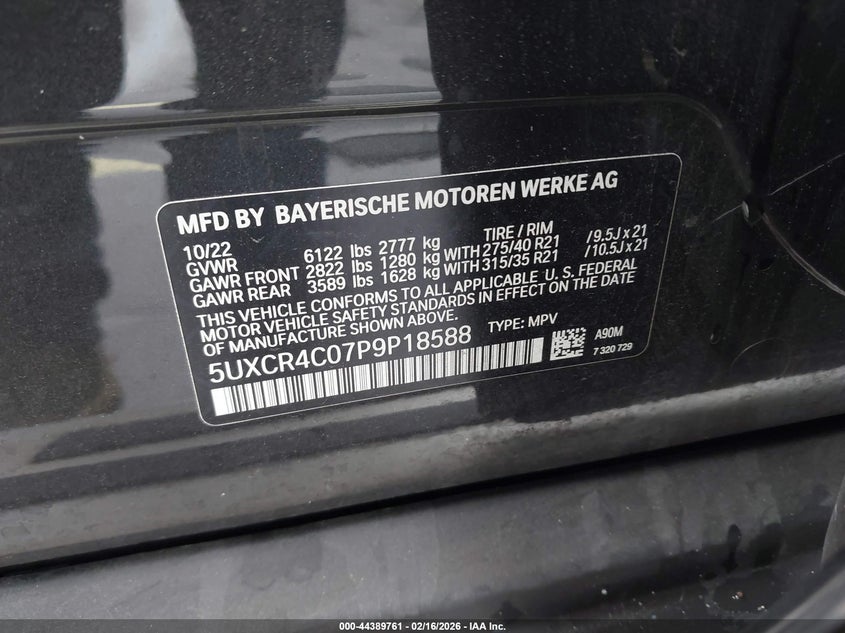 MFD BY BAYERISCHE MOTOREN WERKE AG
10/22 TIRE / RIM
GVWR 6122 lbs 2777 kg
GAWR FRONT 2822 lbs 1280 kg WITH 275/40 R21 /9.5J x 21
GAWR REAR 3589 lbs 1628 kg WITH 315/35 R21 /10.5J x 21
THIS VEHICLE CONFORMS TO ALL APPLICABLE U. S. FEDERAL
MOTOR VEHICLE SAFETY STANDARDS IN EFFECT ON THE DATE
OF MANUFACTURE SHOWN ABOVE.
5UXCR4C07P9P18588 TYPE: MPV A90M
7 320 729
000-44389761 - 02/16/2026 - IAA Inc.